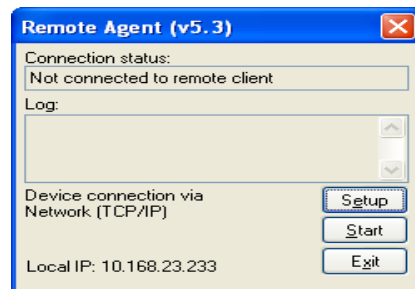 Remote Agent (v5.3)
Connection status:
Not connected to remote client
Log:
Device connection via
Network (TCP/IP)
Setup
Start
Local IP: 10.168.23.233
Exit